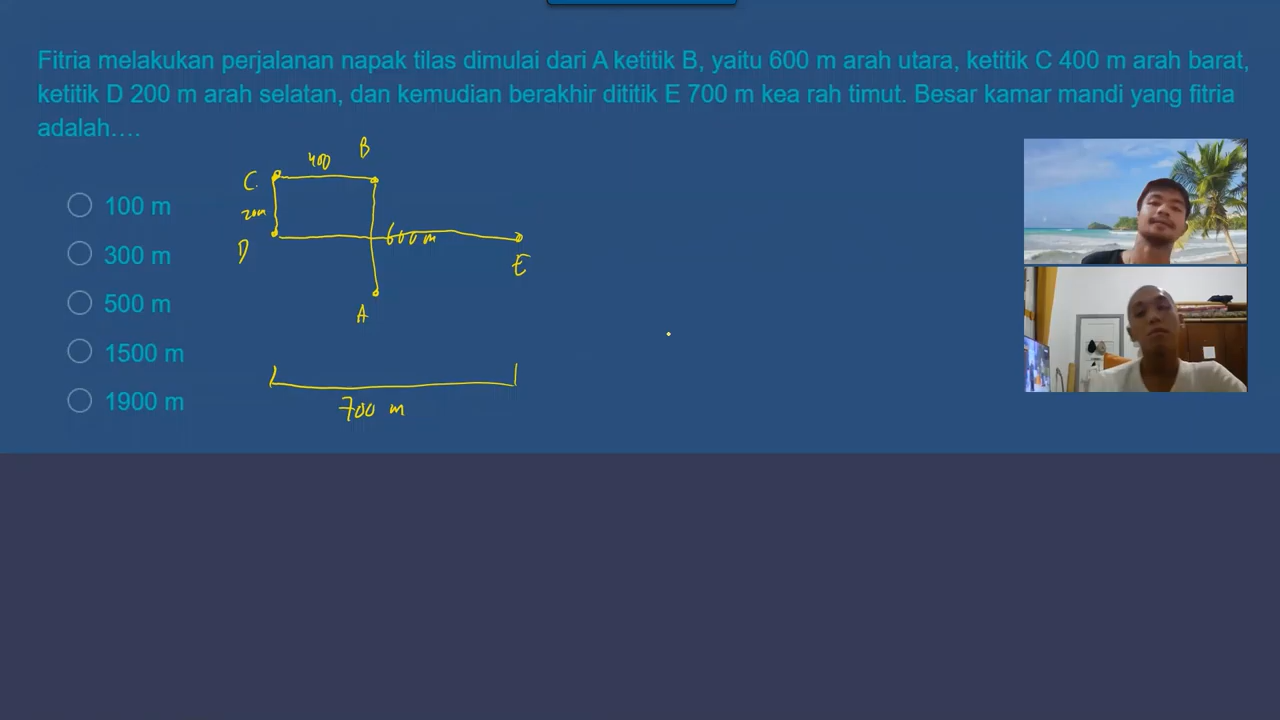 Fitria melakukan perjalanan napak tilas dimulai dari A ketitik B, yaitu 600 m arah utara, ketitik C 400 m arah barat,
ketitik D 200 m arah selatan, dan kemudian berakhir dititik E 700 m kea rah timut. Besar kamar mandi yang fitria
adalah….
B
400
C.
100 m
200
600 m
D
E
300 m
A
500 m
1500 m
700 m
1900 m